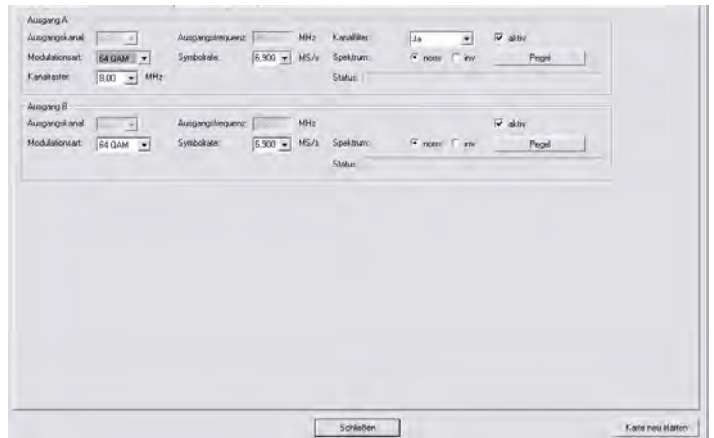 Ausgang A
Ausgangskanal Ausgangsfrequenz: MHz Kanalfilter: Ja aktiv
Modulationsart: 64 QAM Symbolrate: 6,900 MS/s Spektrum: norm inv Pegel
Kanalraster: 8,00 MHz Status:
Ausgang B
Ausgangskanal Ausgangsfrequenz: MHz aktiv
Modulationsart: 64 QAM Symbolrate: 6,900 MS/s Spektrum: norm inv Pegel
Status:
Schließen Karte neu starten